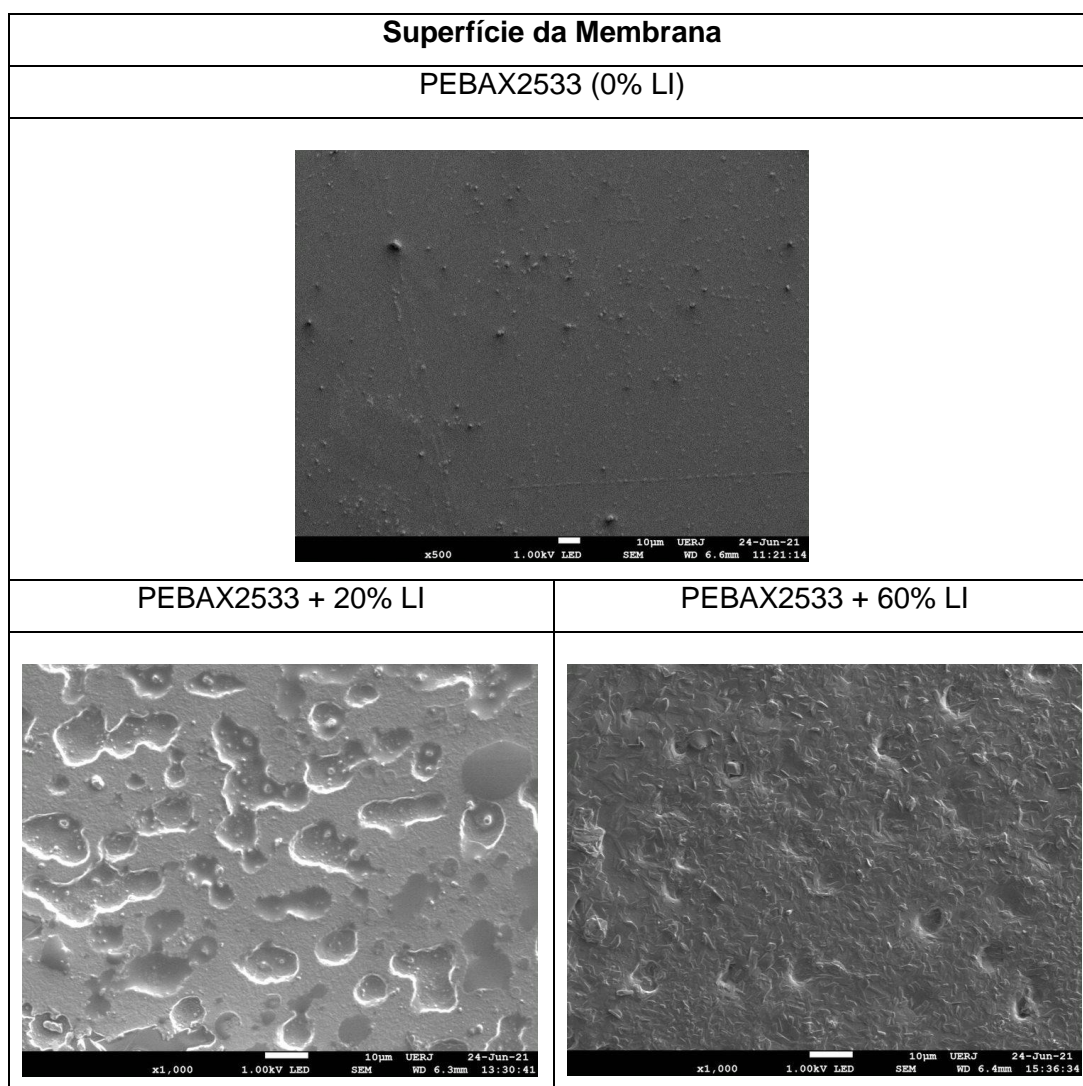 Superfície da Membrana
PEBAX2533 (0% LI)
10µm UERJ 24-Jun-21
x500 1.00kV LED SEM WD 6.6mm 11:21:14
PEBAX2533 + 20% LI
PEBAX2533 + 60% LI
10µm UERJ 24-Jun-21
x1,000 1.00kV LED SEM WD 6.3mm 13:30:41
10µm UERJ 24-Jun-21
x1,000 1.00kV LED SEM WD 6.4mm 15:36:34